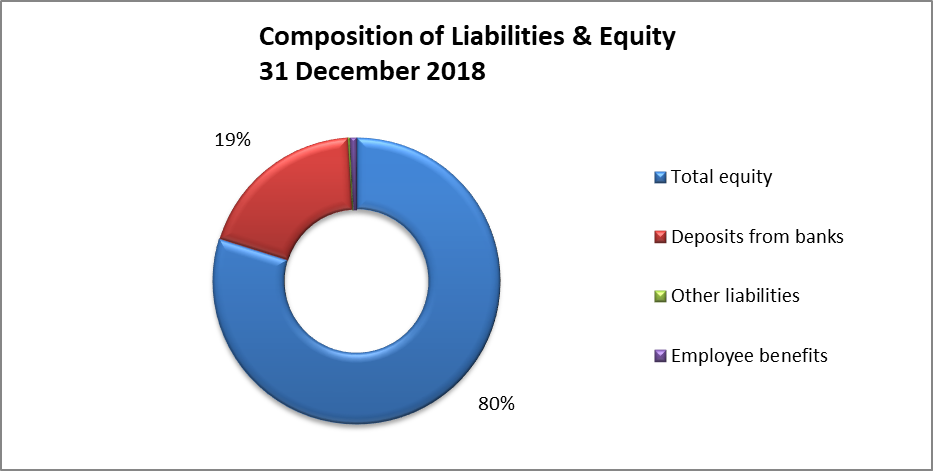 Composition of Liabilities & Equity
31 December 2018
19%
80%
Total equity
Deposits from banks
Other liabilities
Employee benefits